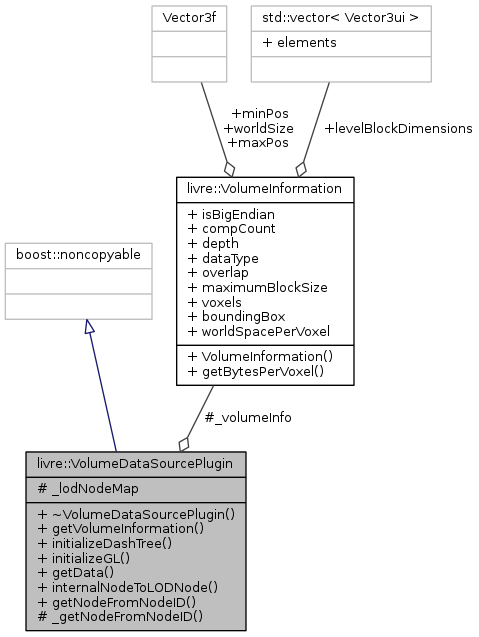 Vector3f
std::vector< Vector3ui >
+ elements
+minPos
+worldSize
+maxPos
+levelBlockDimensions
livre::VolumeInformation
+ isBigEndian
+ compCount
+ depth
+ dataType
+ overlap
+ maximumBlockSize
+ voxels
+ boundingBox
+ worldSpacePerVoxel
+ VolumeInformation()
+ getBytesPerVoxel()
boost::noncopyable
#_volumeInfo
livre::VolumeDataSourcePlugin
# _lodNodeMap
+ ~VolumeDataSourcePlugin()
+ getVolumeInformation()
+ initializeDashTree()
+ initializeGL()
+ getData()
+ internalNodeToLODNode()
+ getNodeFromNodeID()
# _getNodeFromNodeID()